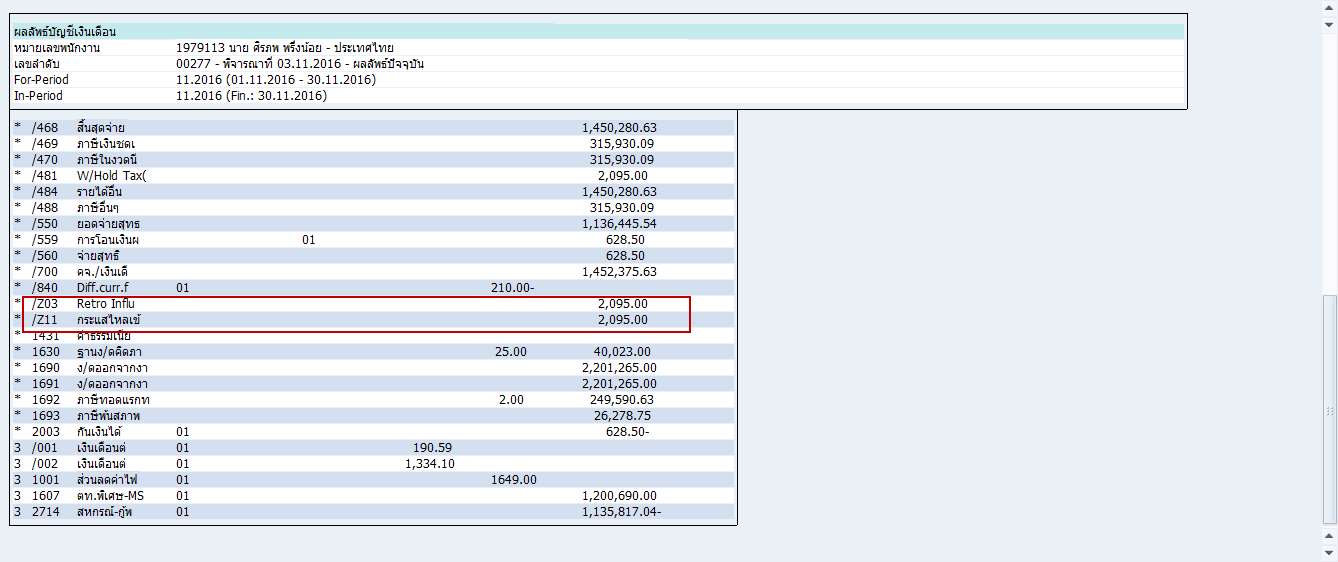 ผลลัพธ์บัญชีเงินเดือน
หมายเลขพนักงาน 1979113 นาย ศิรภพ พริ้งน้อย - ประเทศไทย
เลขลำดับ 00277 - พิจารณาที่ 03.11.2016 - ผลลัพธ์ปัจจุบัน
For-Period 11.2016 (01.11.2016 - 30.11.2016)
In-Period 11.2016 (Fin.: 30.11.2016)
* /468 สิ้นสุดจ่าย 1,450,280.63
* /469 ภาษีเงินชดเ 315,930.09
* /470 ภาษีในงวดนี 315,930.09
* /481 W/Hold Tax( 2,095.00
* /484 รายได้อื่น 1,450,280.63
* /488 ภาษีอื่นๆ 315,930.09
* /550 ยอดจ่ายสุทธ 1,136,445.54
* /559 การโอนเงินผ 01 628.50
* /560 จ่ายสุทธิ 628.50
* /700 คจ./เงินเดื 1,452,375.63
* /840 Diff.curr.f 01 210.00-
* /Z03 Retro Influ 2,095.00
* /Z11 กระแสไหลเข้ 2,095.00
* 1431 ค่าธรรมเนีย
* 1630 ฐานง/ดคิดภา 25.00 40,023.00
* 1690 ง/ดออกจากงา 2,201,265.00
* 1691 ง/ดออกจากงา 2,201,265.00
* 1692 ภาษีทอดแรกท 2.00 249,590.63
* 1693 ภาษีพ้นสภาพ 26,278.75
* 2003 กันเงินได้ 01 628.50-
3 /001 เงินเดือนต่ 01 190.59
3 /002 เงินเดือนต่ 01 1,334.10
3 1001 ส่วนลดค่าไฟ 01 1649.00
3 1607 ตท.พิเศษ-MS 01 1,200,690.00
3 2714 สหกรณ์-กู้พ 01 1,135,817.04-